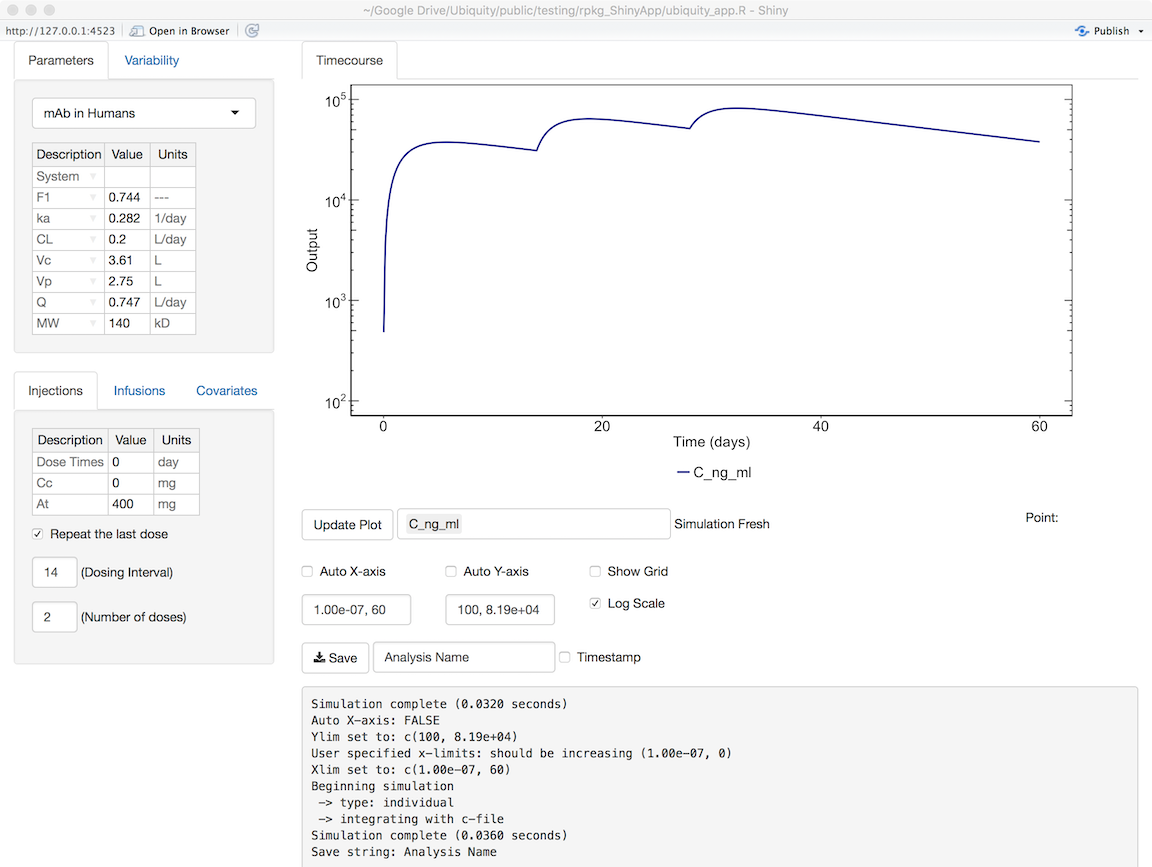 ~/Google Drive/Ubiquity/public/testing/rpkg_ShinyApp/ubiquity_app.R - Shiny
http://127.0.0.1:4523 Open in Browser Publish
Parameters Variability
mAb in Humans
Description Value Units
System
F1 0.744 ---
ka 0.282 1/day
CL 0.2 L/day
Vc 3.61 L
Vp 2.75 L
Q 0.747 L/day
MW 140 kD
Injections Infusions Covariates
Description Value Units
Dose Times 0 day
Cc 0 mg
At 400 mg
Repeat the last dose
14 (Dosing Interval)
2 (Number of doses)
Timecourse
10^5
10^4
10^3
10^2
Output
0 20 40 60
Time (days)
C_ng_ml
Update Plot C_ng_ml Simulation Fresh Point:
Auto X-axis Auto Y-axis Show Grid
1.00e-07, 60 100, 8.19e+04 Log Scale
Save Analysis Name Timestamp
Simulation complete (0.0320 seconds)
Auto X-axis: FALSE
Ylim set to: c(100, 8.19e+04)
User specified x-limits: should be increasing (1.00e-07, 0)
Xlim set to: c(1.00e-07, 60)
Beginning simulation
-> type: individual
-> integrating with c-file
Simulation complete (0.0360 seconds)
Save string: Analysis Name